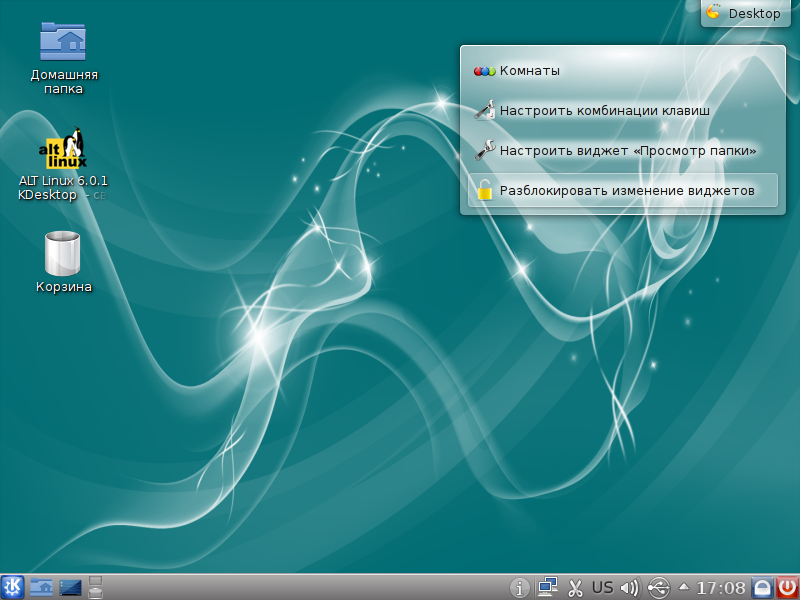 Desktop
Комнаты
Настроить комбинации клавиш
Настроить виджет «Просмотр папки»
Разблокировать изменение виджетов
Домашняя
папка
alt
linux
ALT Linux 6.0.1
KDesktop - св
Корзина
US
17:08